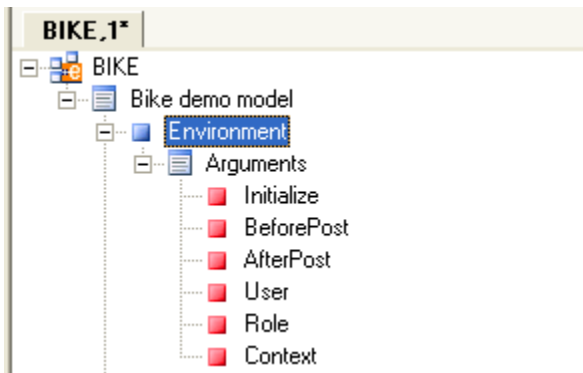 BIKE,1*
BIKE
Bike demo model
Environment
Arguments
Initialize
BeforePost
AfterPost
User
Role
Context